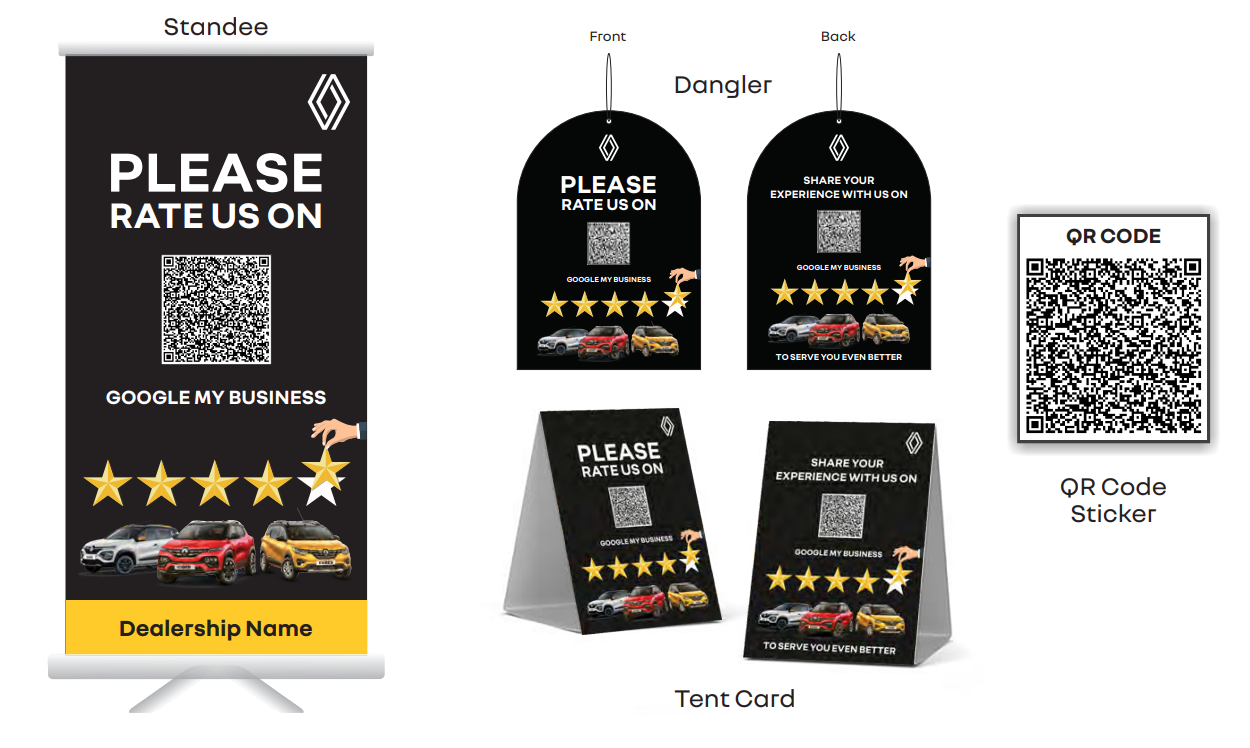 Standee
PLEASE
RATE US ON
GOOGLE MY BUSINESS
Dealership Name
Front
Back
Dangler
PLEASE
RATE US ON
GOOGLE MY BUSINESS
SHARE YOUR
EXPERIENCE WITH US ON
GOOGLE MY BUSINESS
TO SERVE YOU EVEN BETTER
PLEASE
RATE US ON
GOOGLE MY BUSINESS
SHARE YOUR
EXPERIENCE WITH US ON
GOOGLE MY BUSINESS
TO SERVE YOU EVEN BETTER
Tent Card
QR CODE
QR Code
Sticker